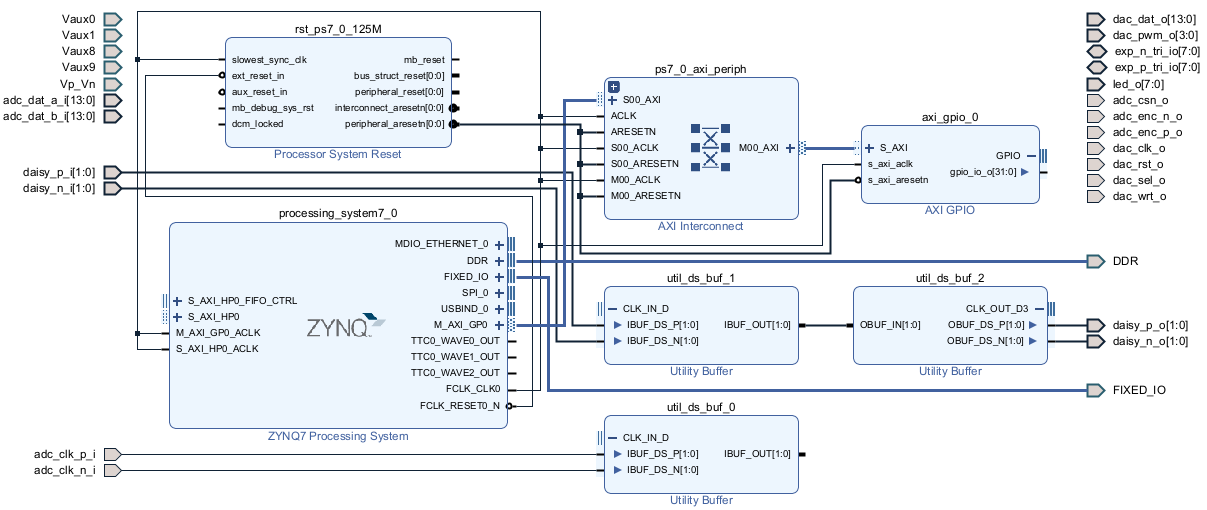 Vaux0
Vaux1
Vaux8
Vaux9
Vp_Vn
adc_dat_a_i[13:0]
adc_dat_b_i[13:0]
daisy_p_i[1:0]
daisy_n_i[1:0]
adc_clk_p_i
adc_clk_n_i
rst_ps7_0_125M
slowest_sync_clk
ext_reset_in
aux_reset_in
mb_debug_sys_rst
dcm_locked
mb_reset
bus_struct_reset[0:0]
peripheral_reset[0:0]
interconnect_aresetn[0:0]
peripheral_aresetn[0:0]
Processor System Reset
processing_system7_0
S_AXI_HP0_FIFO_CTRL
S_AXI_HP0
M_AXI_GP0_ACLK
S_AXI_HP0_ACLK
ZYNQ
MDIO_ETHERNET_0
DDR
FIXED_IO
SPI_0
USBIND_0
M_AXI_GP0
TTC0_WAVE0_OUT
TTC0_WAVE1_OUT
TTC0_WAVE2_OUT
FCLK_CLK0
FCLK_RESET0_N
ZYNQ7 Processing System
ps7_0_axi_periph
S00_AXI
ACLK
ARESETN
S00_ACLK
S00_ARESETN
M00_ACLK
M00_ARESETN
M00_AXI
AXI Interconnect
axi_gpio_0
S_AXI
s_axi_aclk
s_axi_aresetn
GPIO
gpio_io_o[31:0]
AXI GPIO
util_ds_buf_1
CLK_IN_D
IBUF_DS_P[1:0]
IBUF_DS_N[1:0]
IBUF_OUT[1:0]
Utility Buffer
util_ds_buf_2
OBUF_IN[1:0]
CLK_OUT_D3
OBUF_DS_P[1:0]
OBUF_DS_N[1:0]
Utility Buffer
util_ds_buf_0
CLK_IN_D
IBUF_DS_P[1:0]
IBUF_DS_N[1:0]
IBUF_OUT[1:0]
Utility Buffer
dac_dat_o[13:0]
dac_pwm_o[3:0]
exp_n_tri_io[7:0]
exp_p_tri_io[7:0]
led_o[7:0]
adc_csn_o
adc_enc_n_o
adc_enc_p_o
dac_clk_o
dac_rst_o
dac_sel_o
dac_wrt_o
DDR
daisy_p_o[1:0]
daisy_n_o[1:0]
FIXED_IO